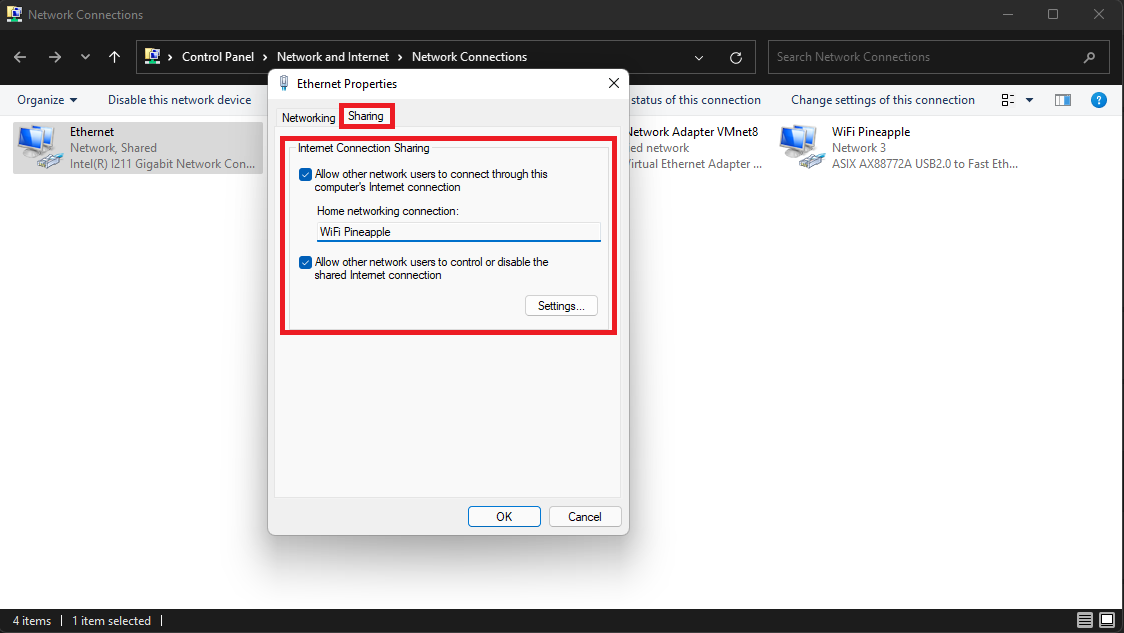 Network Connections
Control Panel > Network and Internet > Network Connections
Search Network Connections
Organize
Disable this network device
status of this connection
Change settings of this connection
Ethernet
Network, Shared
Intel(R) I211 Gigabit Network Con...
Network Adapter VMnet8
ed network
Virtual Ethernet Adapter ...
WiFi Pineapple
Network 3
ASIX AX88772A USB2.0 to Fast Eth...
Ethernet Properties
Networking
Sharing
Internet Connection Sharing
Allow other network users to connect through this
computer's Internet connection
Home networking connection:
WiFi Pineapple
Allow other network users to control or disable the
shared Internet connection
Settings...
OK
Cancel
4 items
1 item selected